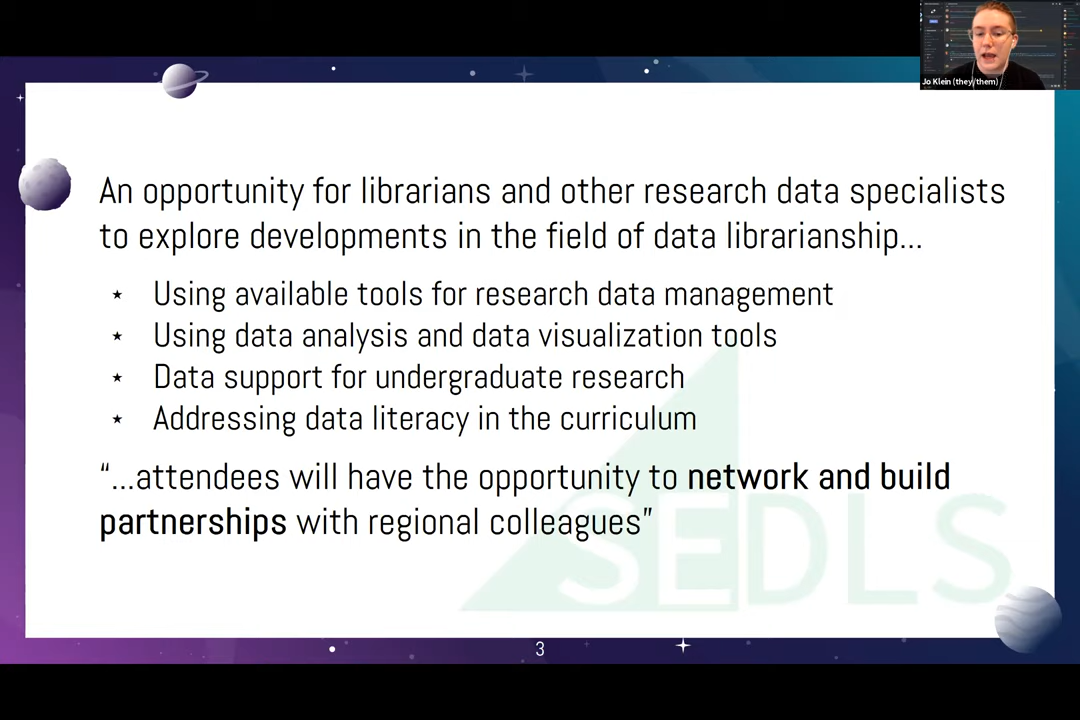 Jo Klein (they/them)
An opportunity for librarians and other research data specialists
to explore developments in the field of data librarianship...
⋆ Using available tools for research data management
⋆ Using data analysis and data visualization tools
⋆ Data support for undergraduate research
⋆ Addressing data literacy in the curriculum
“...attendees will have the opportunity to network and build
partnerships with regional colleagues”
SEDLS
3